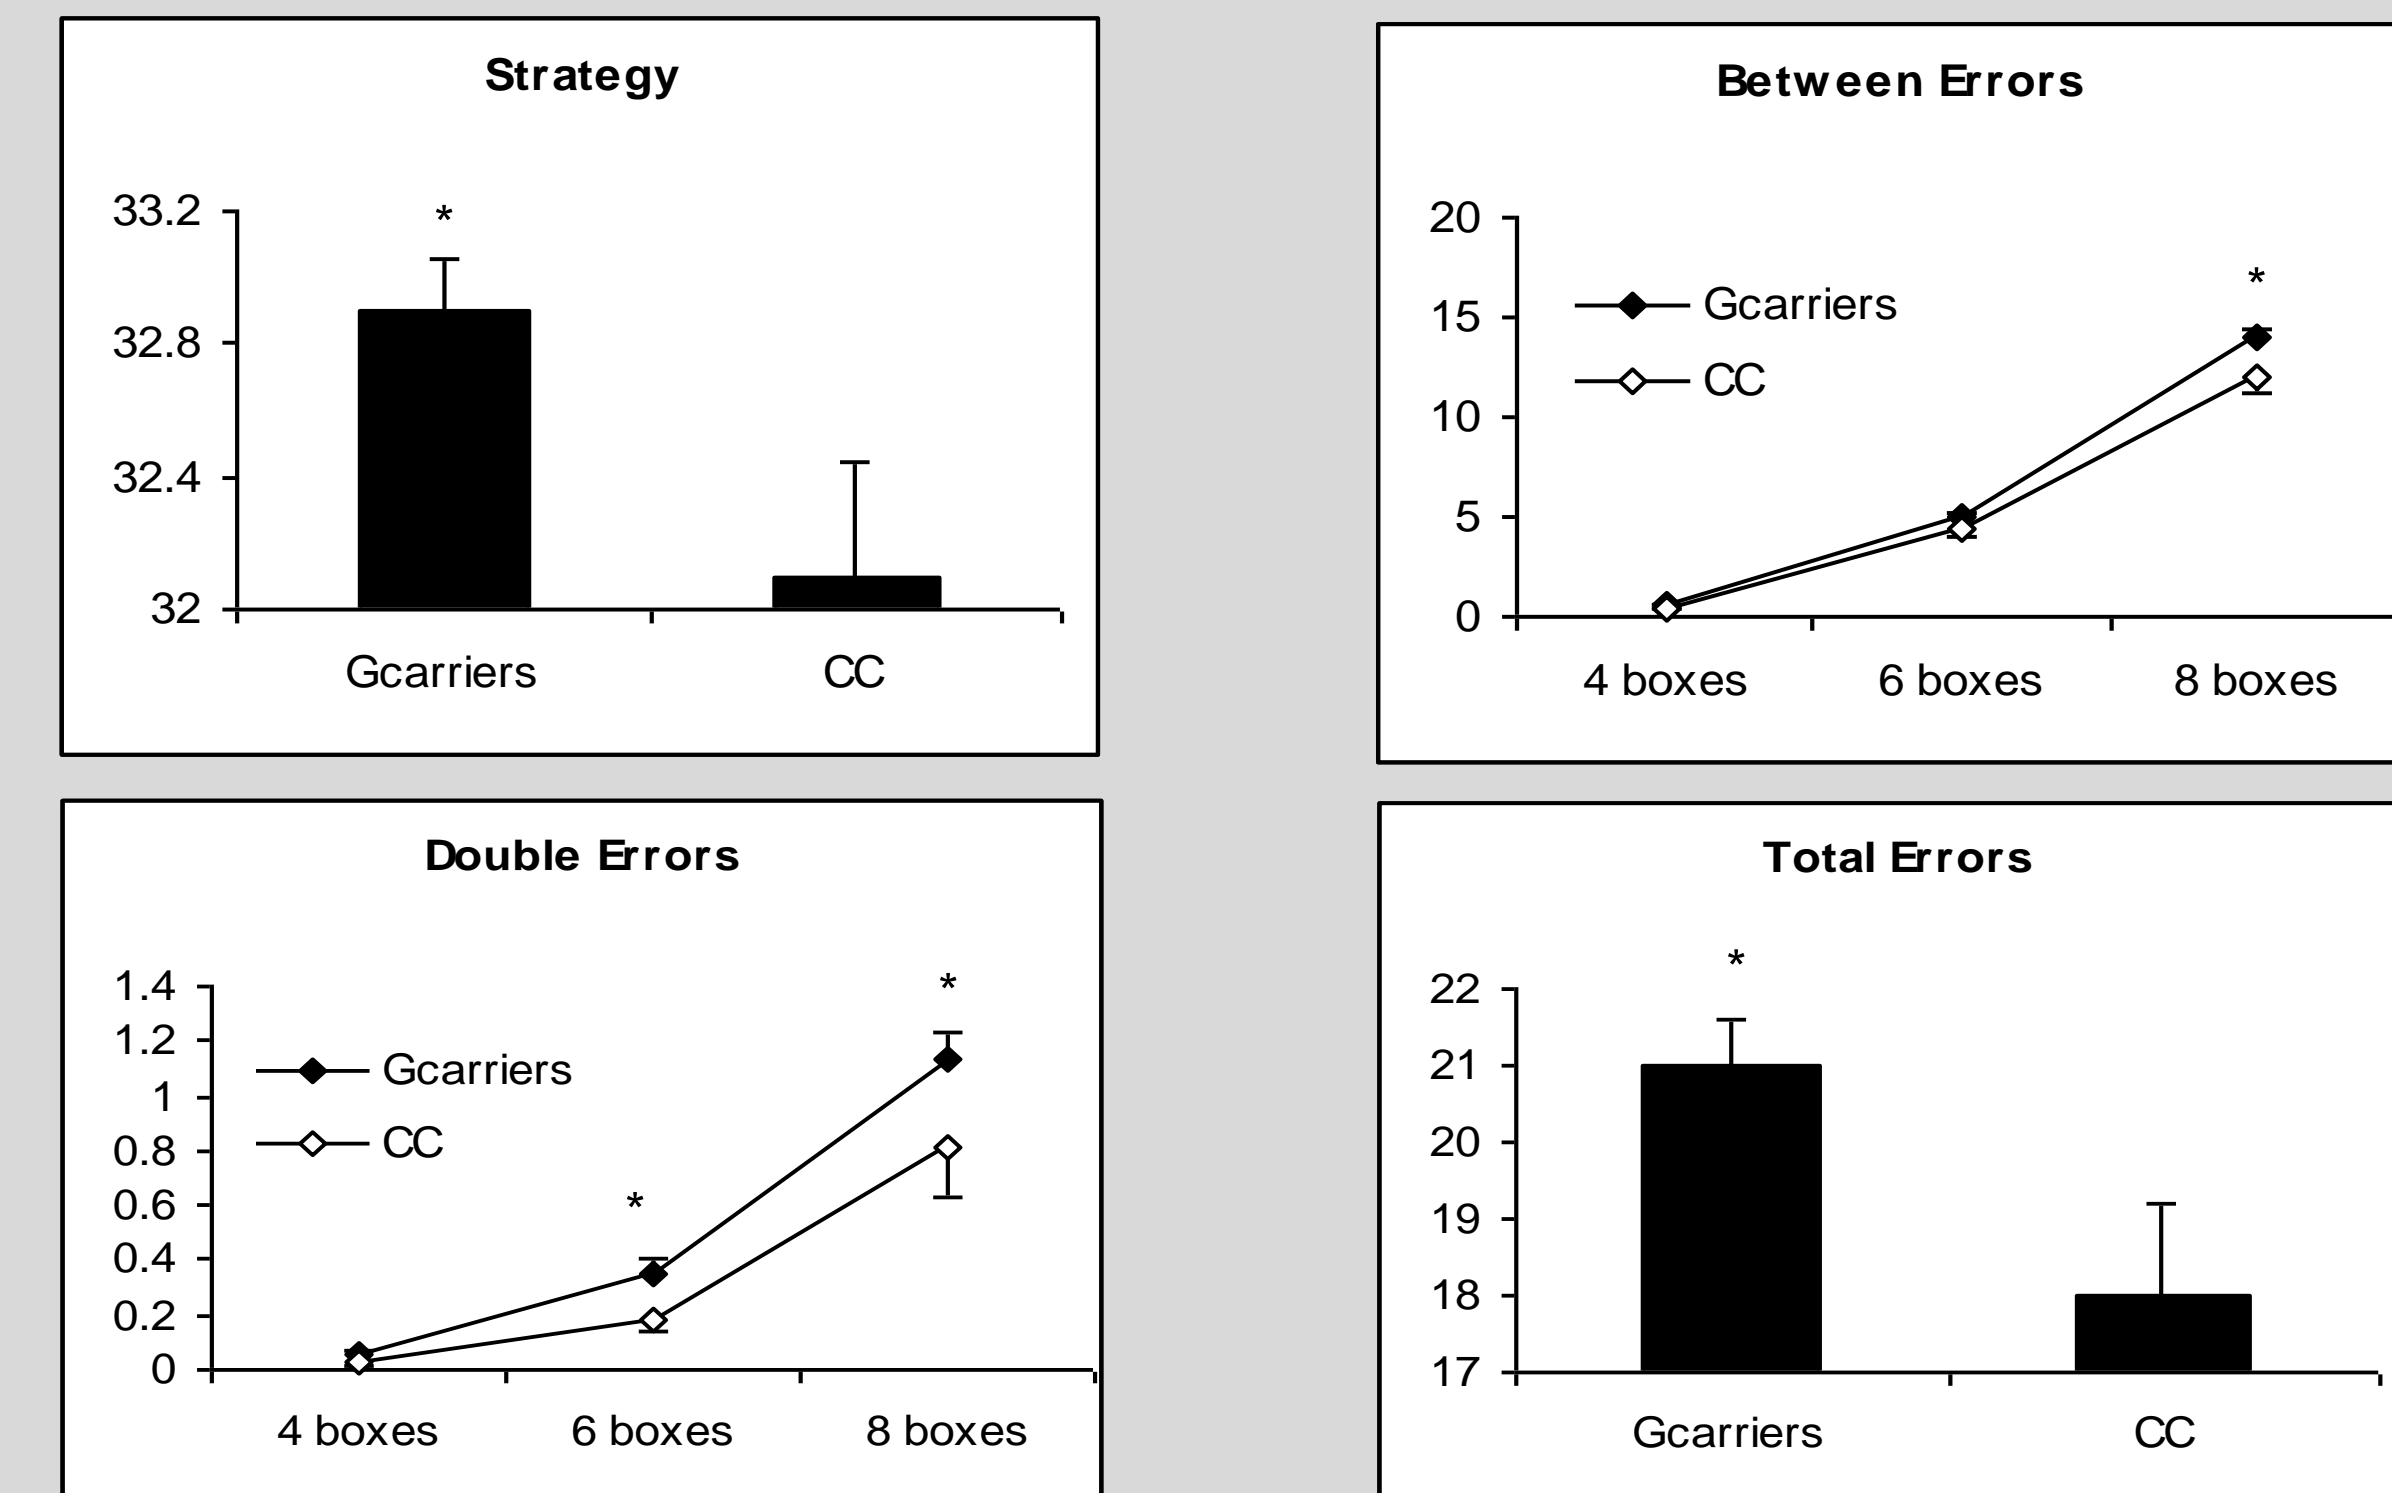 Strategy
33.2
*
32.8
32.4
32
Gcarriers
CC
Between Errors
20
*
15
Gcarriers
CC
10
5
0
4 boxes
6 boxes
8 boxes
Double Errors
1.4
*
1.2
Gcarriers
1
CC
0.8
0.6
*
0.4
0.2
0
4 boxes
6 boxes
8 boxes
Total Errors
*
22
21
20
19
18
17
Gcarriers
CC